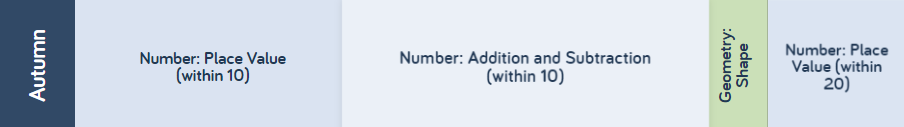 Autumn
Number: Place Value
(within 10)
Number: Addition and Subtraction
(within 10)
Geometry:
Shape
Number: Place
Value (within
20)